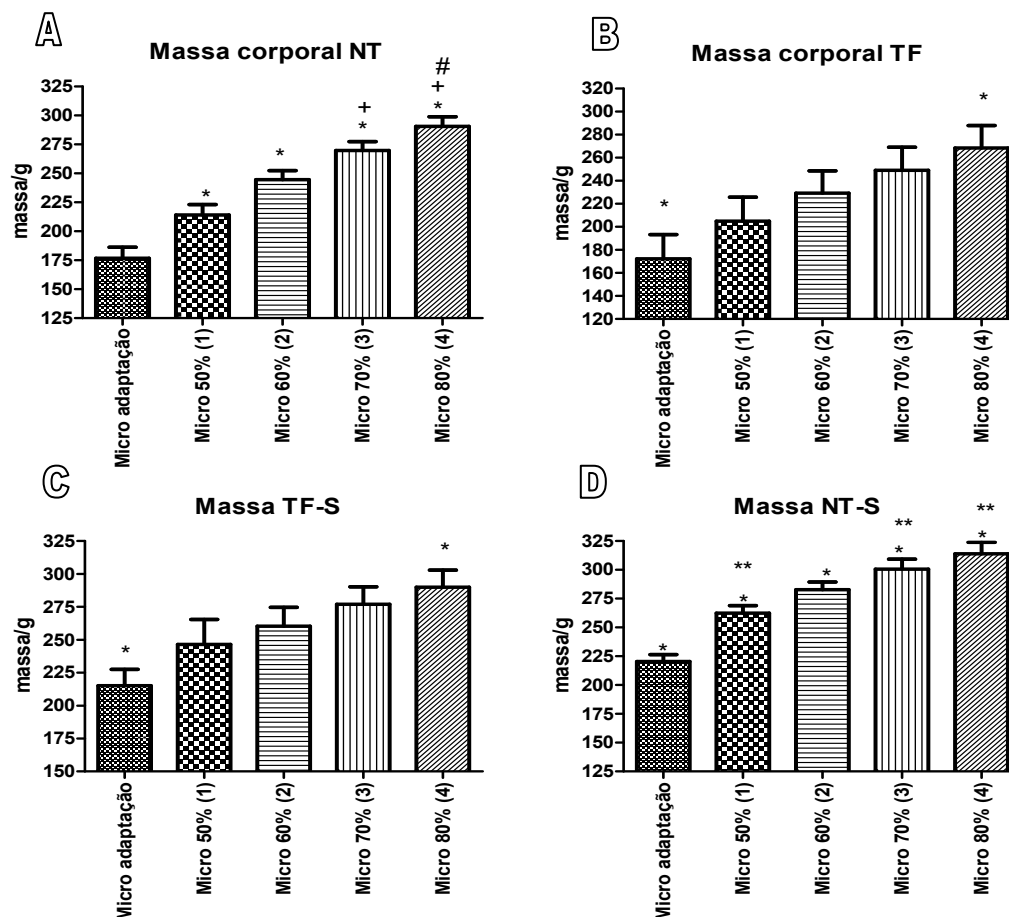 A
Massa corporal NT
massa/g
325
300
275
250
225
200
175
150
125
*
*
+
*
#
+
*
Micro adaptação
Micro 50% (1)
Micro 60% (2)
Micro 70% (3)
Micro 80% (4)
B
Massa corporal TF
massa/g
320
300
280
260
240
220
200
180
160
140
120
*
*
Micro adaptação
Micro 50% (1)
Micro 60% (2)
Micro 70% (3)
Micro 80% (4)
C
Massa TF-S
massa/g
325
300
275
250
225
200
175
150
*
*
Micro adaptação
Micro 50% (1)
Micro 60% (2)
Micro 70% (3)
Micro 80% (4)
D
Massa NT-S
massa/g
325
300
275
250
225
200
175
150
125
*
**
*
*
**
*
**
*
Micro adaptação
Micro 50% (1)
Micro 60% (2)
Micro 70% (3)
Micro 80% (4)